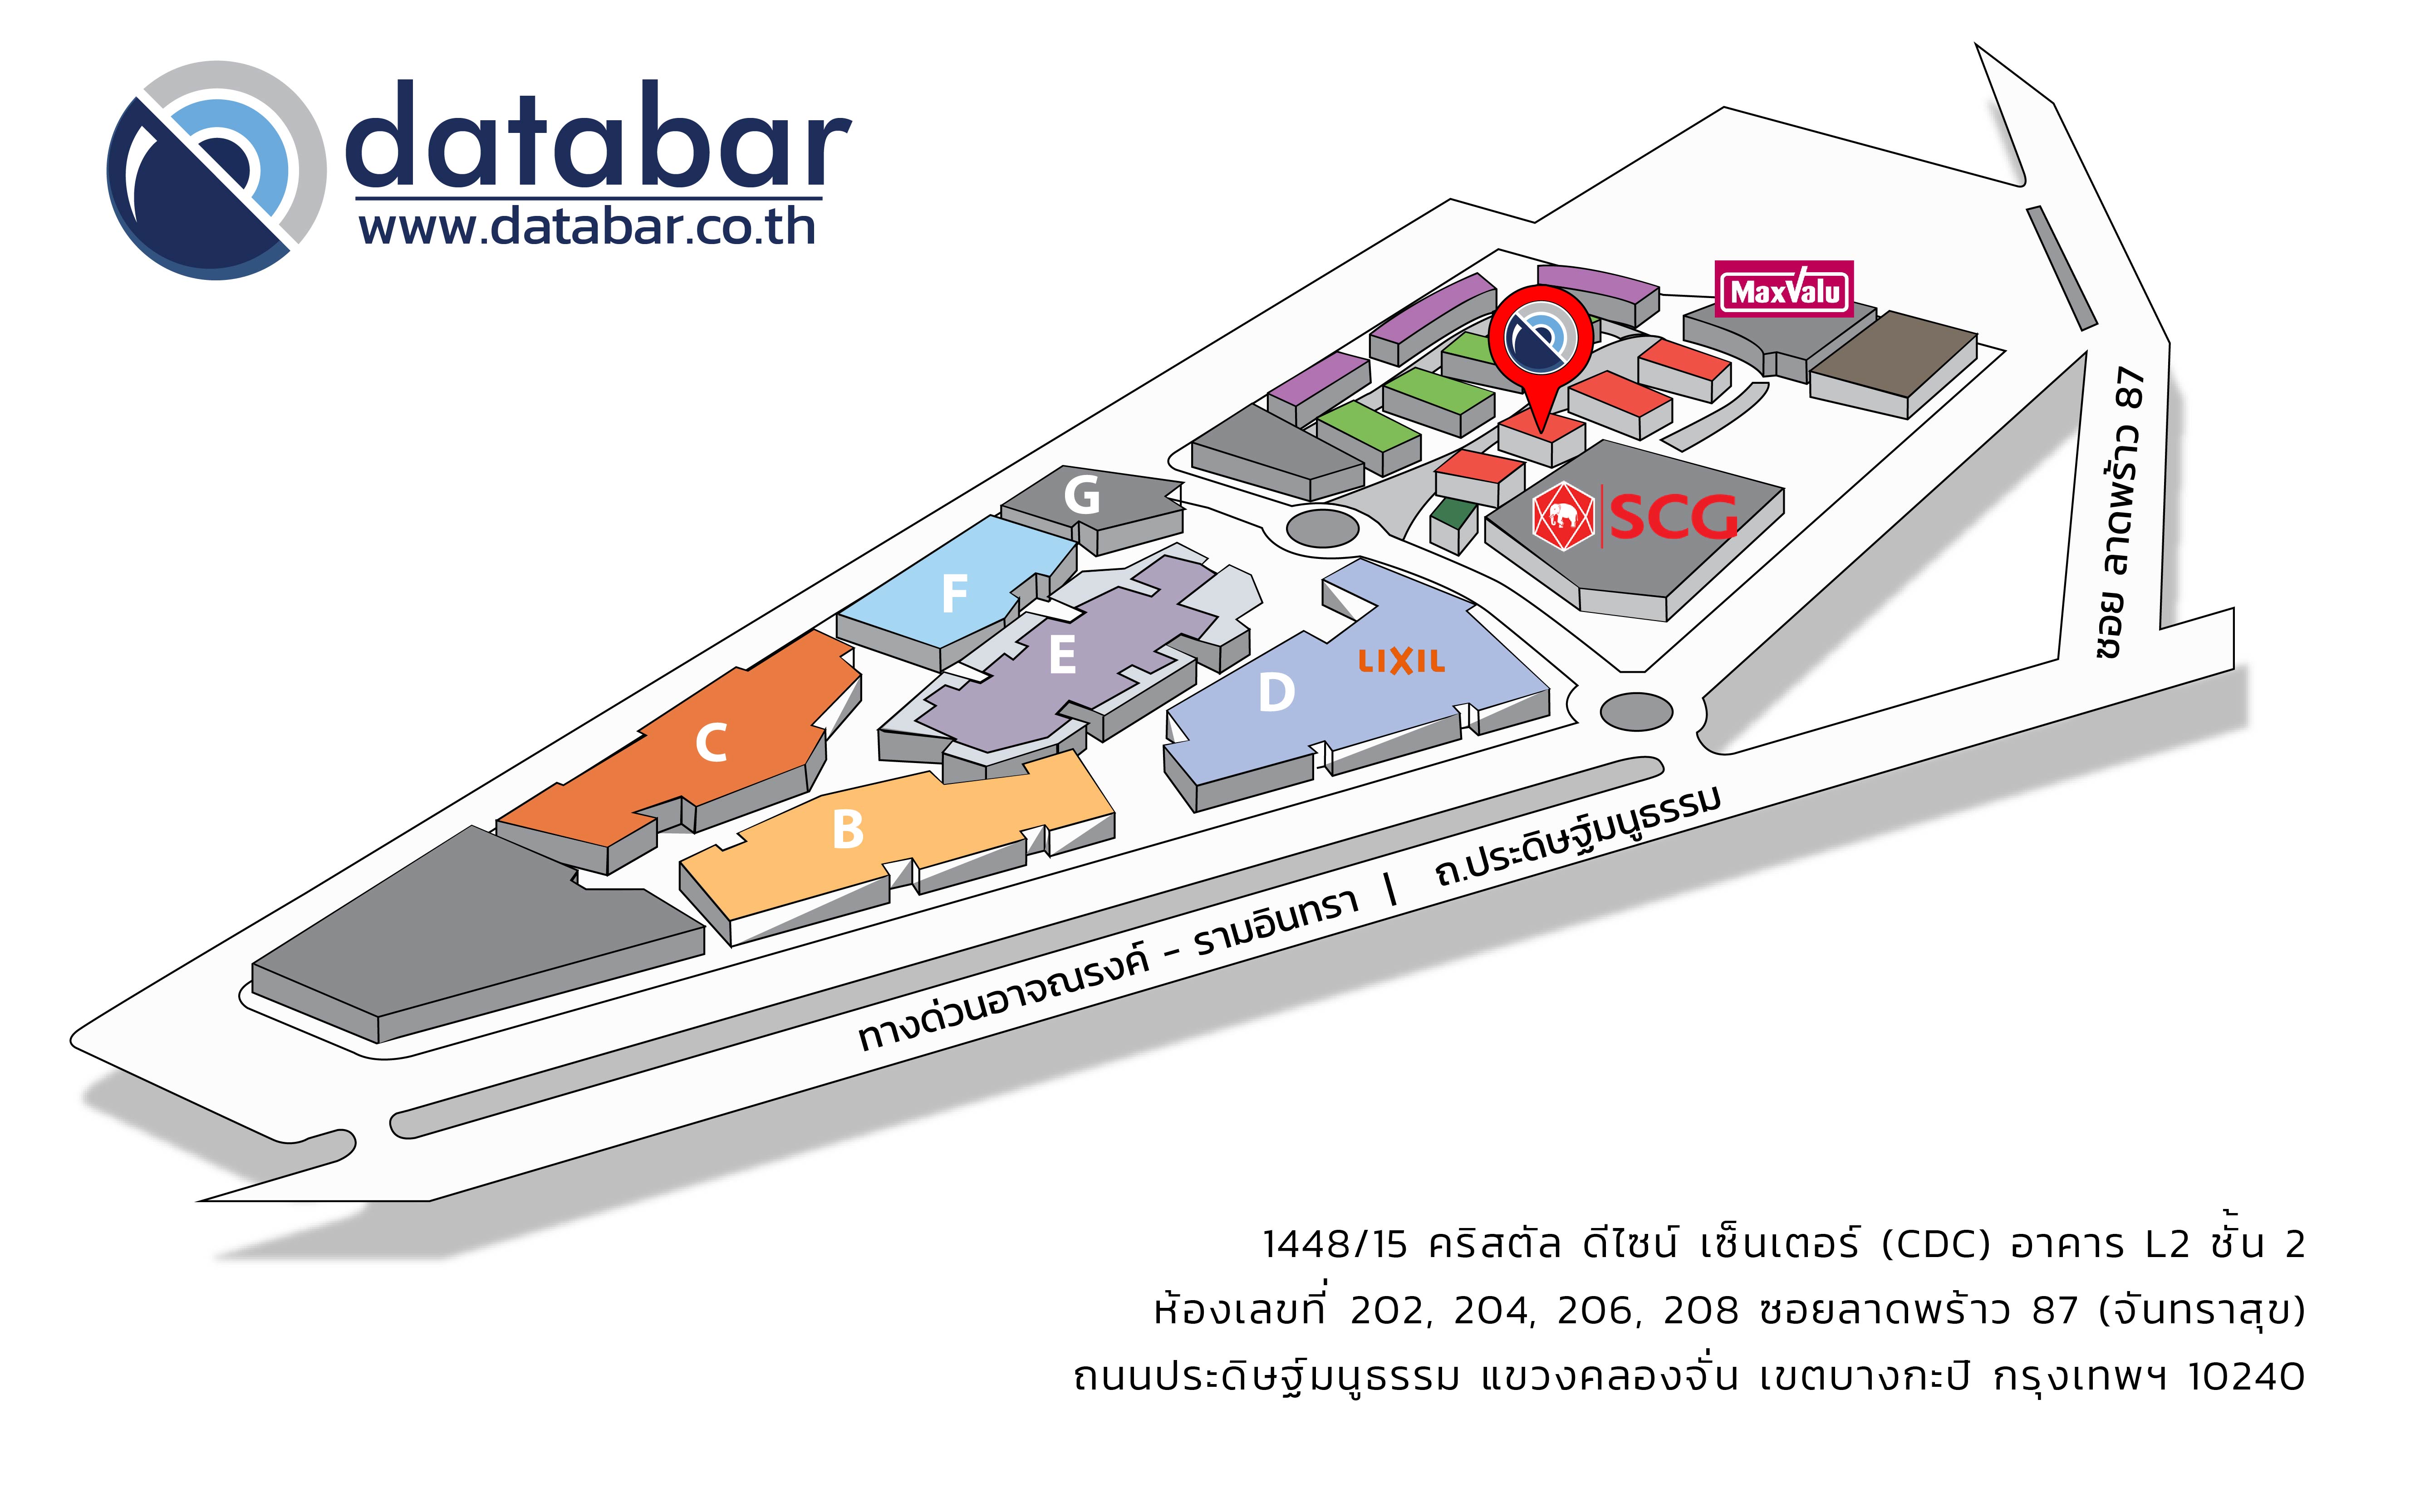 databar
www.databar.co.th
MaxValu
SCG
G
F
E
LIXIL
D
C
B
ซอย ลาดพร้าว 87
ทางด่วนอาจณรงค์ - รามอินทรา | ถ.ประดิษฐ์มนูธรรม
1448/15 คริสตัล ดีไซน์ เซ็นเตอร์ (CDC) อาคาร L2 ชั้น 2
ห้องเลขที่ 202, 204, 206, 208 ซอยลาดพร้าว 87 (จันทราสุข)
ถนนประดิษฐ์มนูธรรม แขวงคลองจั่น เขตบางกะปิ กรุงเทพฯ 10240